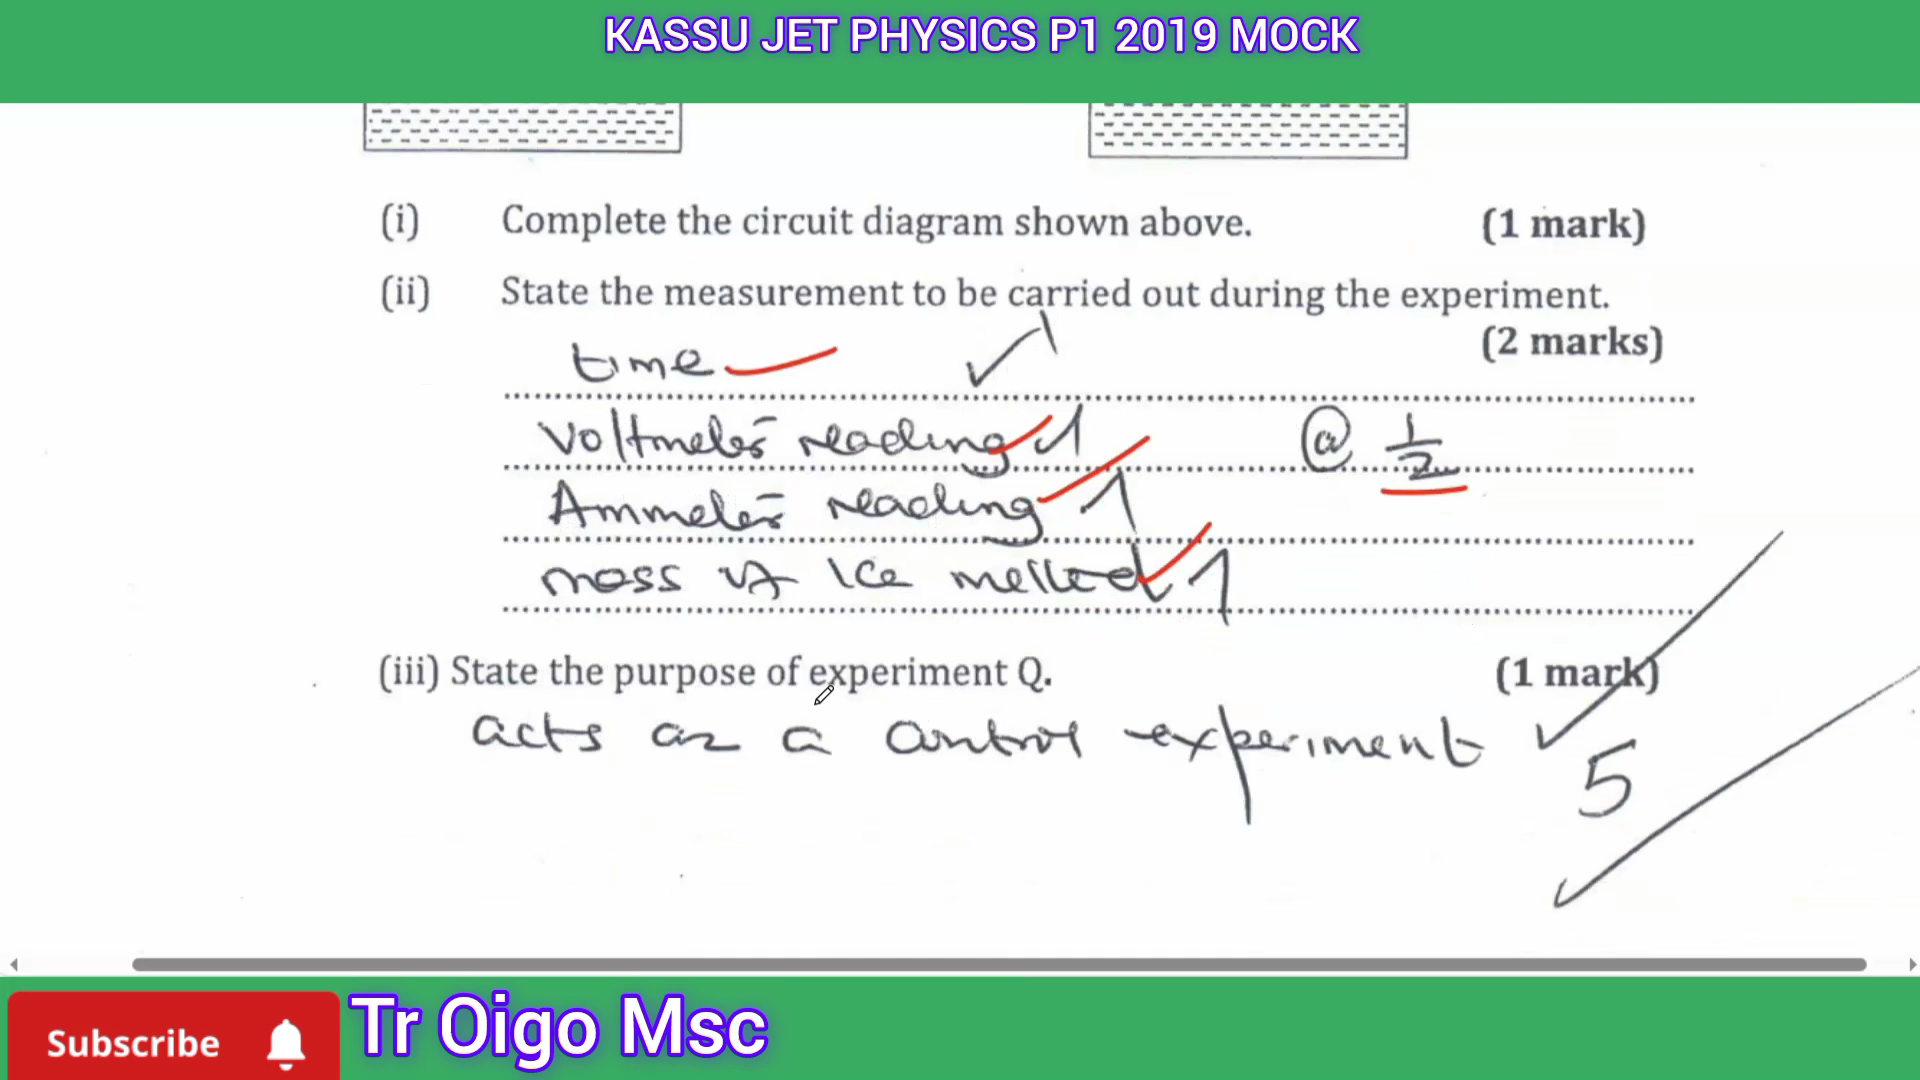 KASSU JET PHYSICS P1 2019 MOCK
(i) Complete the circuit diagram shown above. (1 mark)
(ii) State the measurement to be carried out during the experiment.
(2 marks)
time
Voltmeter reading @ 1/2
Ammeter reading
mass of Ice melted
(iii) State the purpose of experiment Q. (1 mark)
acts as a control experiment
5
Subscribe
Tr Oigo Msc